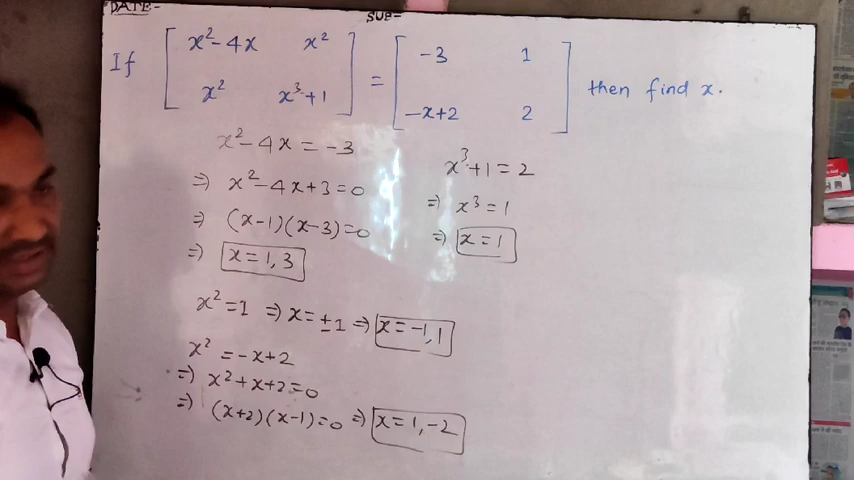 DATE-
SUB-
If [ x²-4x x² ] = [ -3 1 ] then find x.
[ x² x³+1 ] [ -x+2 2 ]
x²-4x = -3
⇒ x²-4x+3=0
⇒ (x-1)(x-3)=0
⇒ x=1,3
x³+1=2
⇒ x³=1
⇒ x=1
x²=1 ⇒ x=±1 ⇒ x=-1,1
x² = -x+2
⇒ x²+x+2=0
⇒ (x+2)(x-1)=0 ⇒ x=1,-2